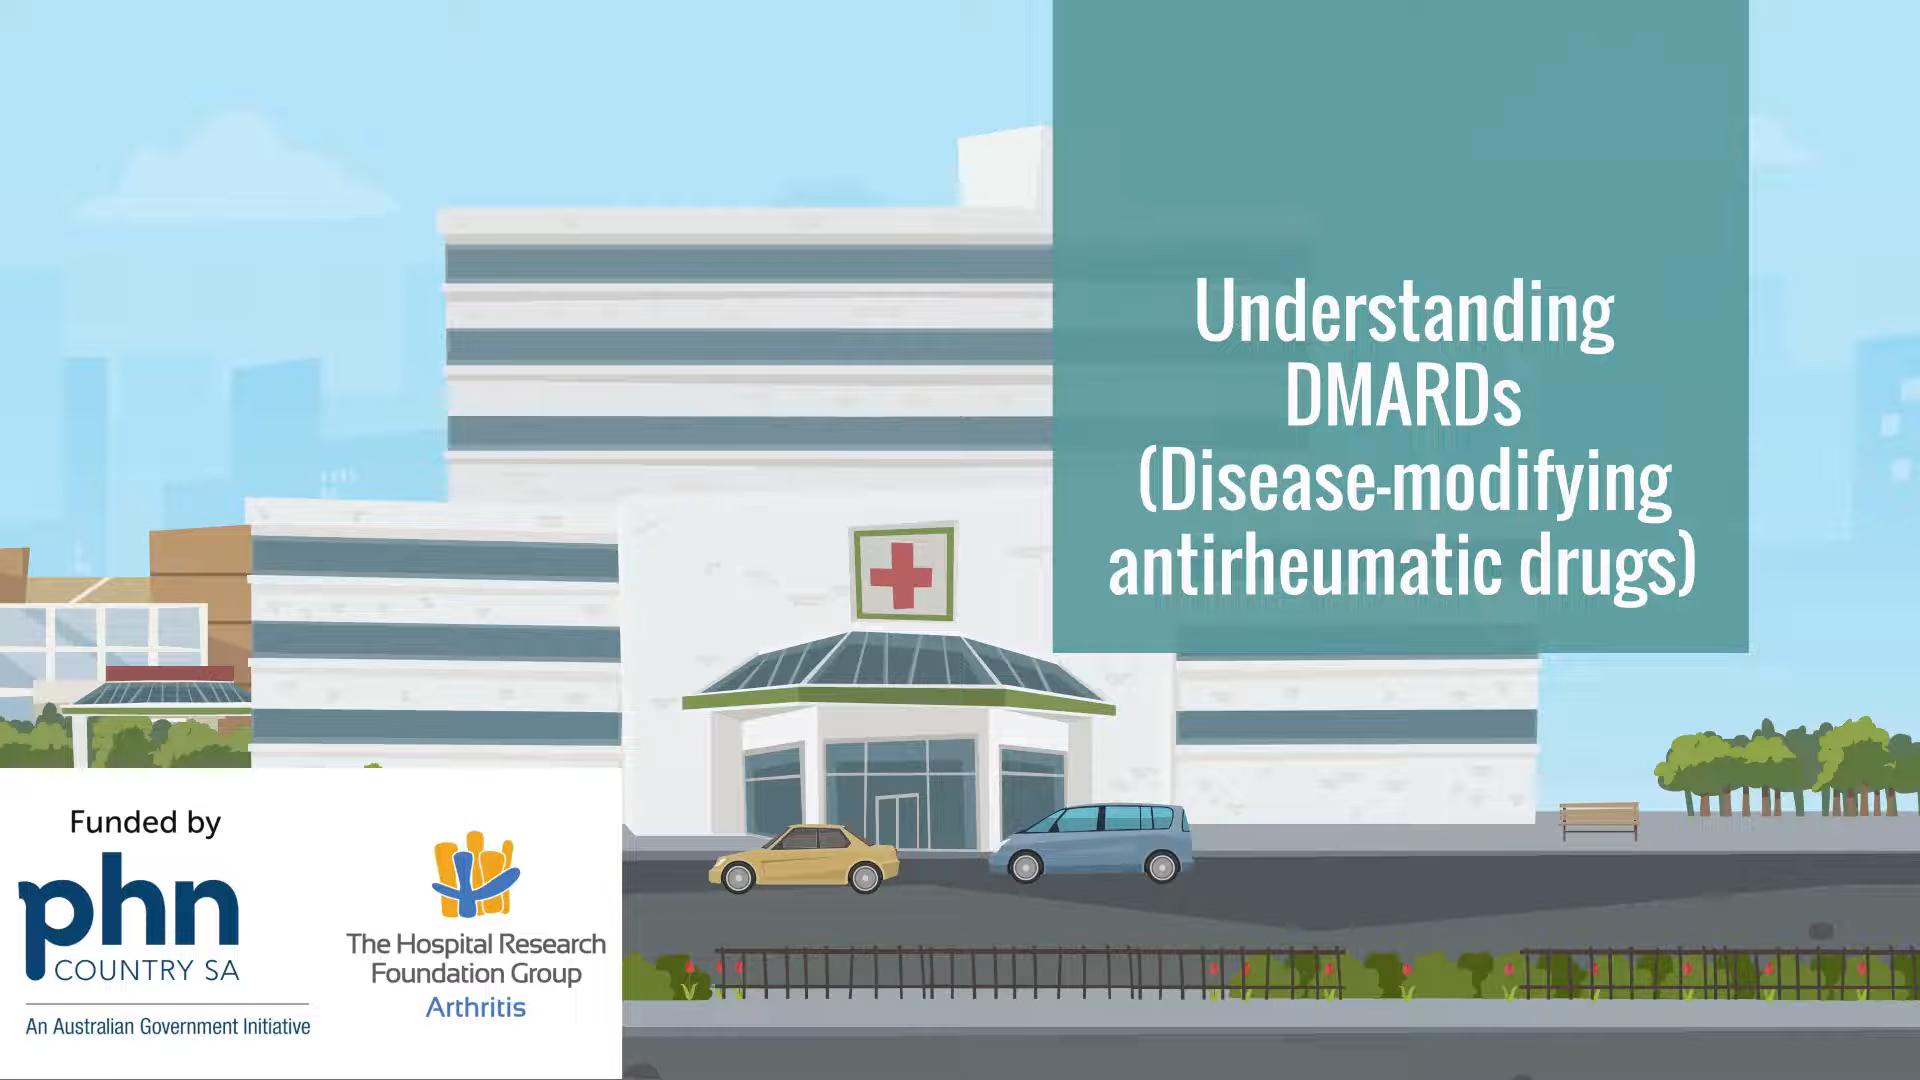 Understanding
DMARDs
(Disease-modifying
antirheumatic drugs)
Funded by
phn
COUNTRY SA
An Australian Government Initiative
The Hospital Research
Foundation Group
Arthritis